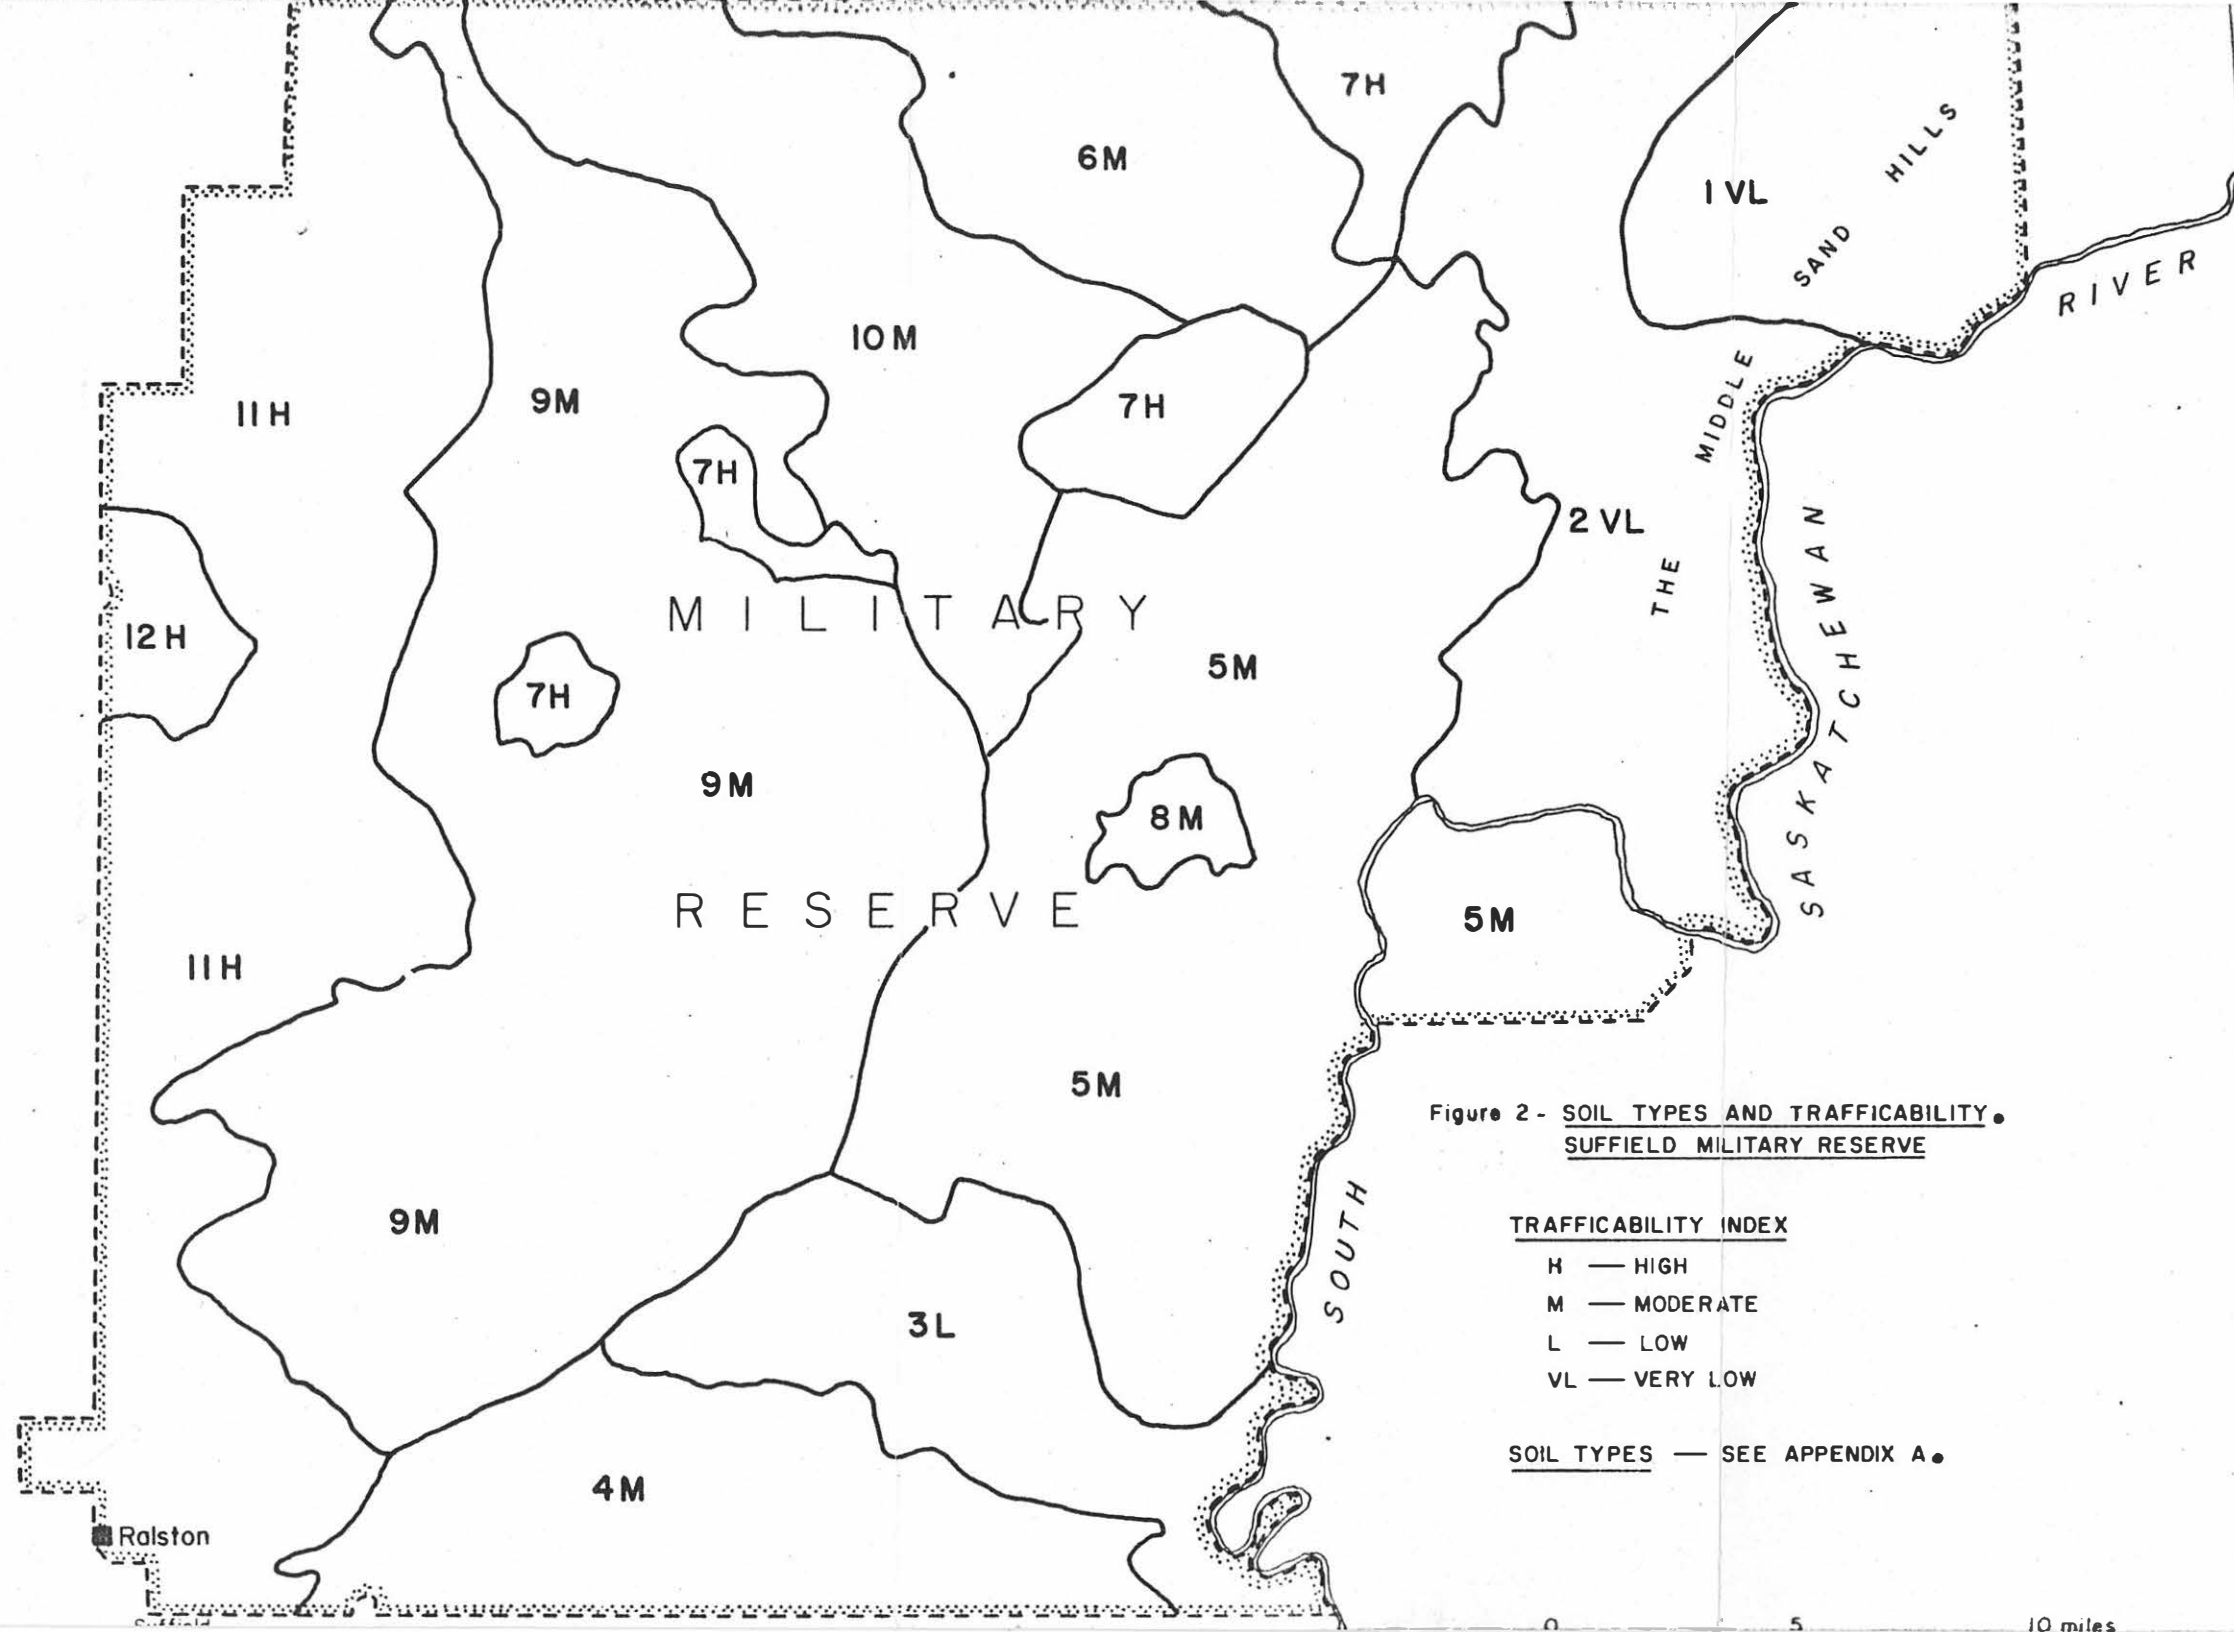 7H
6M
1 VL
SAND HILLS
RIVER
10M
11H
9M
7H
THE MIDDLE
7H
2 VL
SASKATCHEWAN
MILITARY
12H
7H
5M
9M
8M
RESERVE
5M
11H
5M
Figure 2 - SOIL TYPES AND TRAFFICABILITY.
SUFFIELD MILITARY RESERVE
SOUTH
9M
TRAFFICABILITY INDEX
H — HIGH
M — MODERATE
L — LOW
VL — VERY LOW
3L
SOIL TYPES — SEE APPENDIX A.
4M
Ralston
Suffield
0 5 10 miles